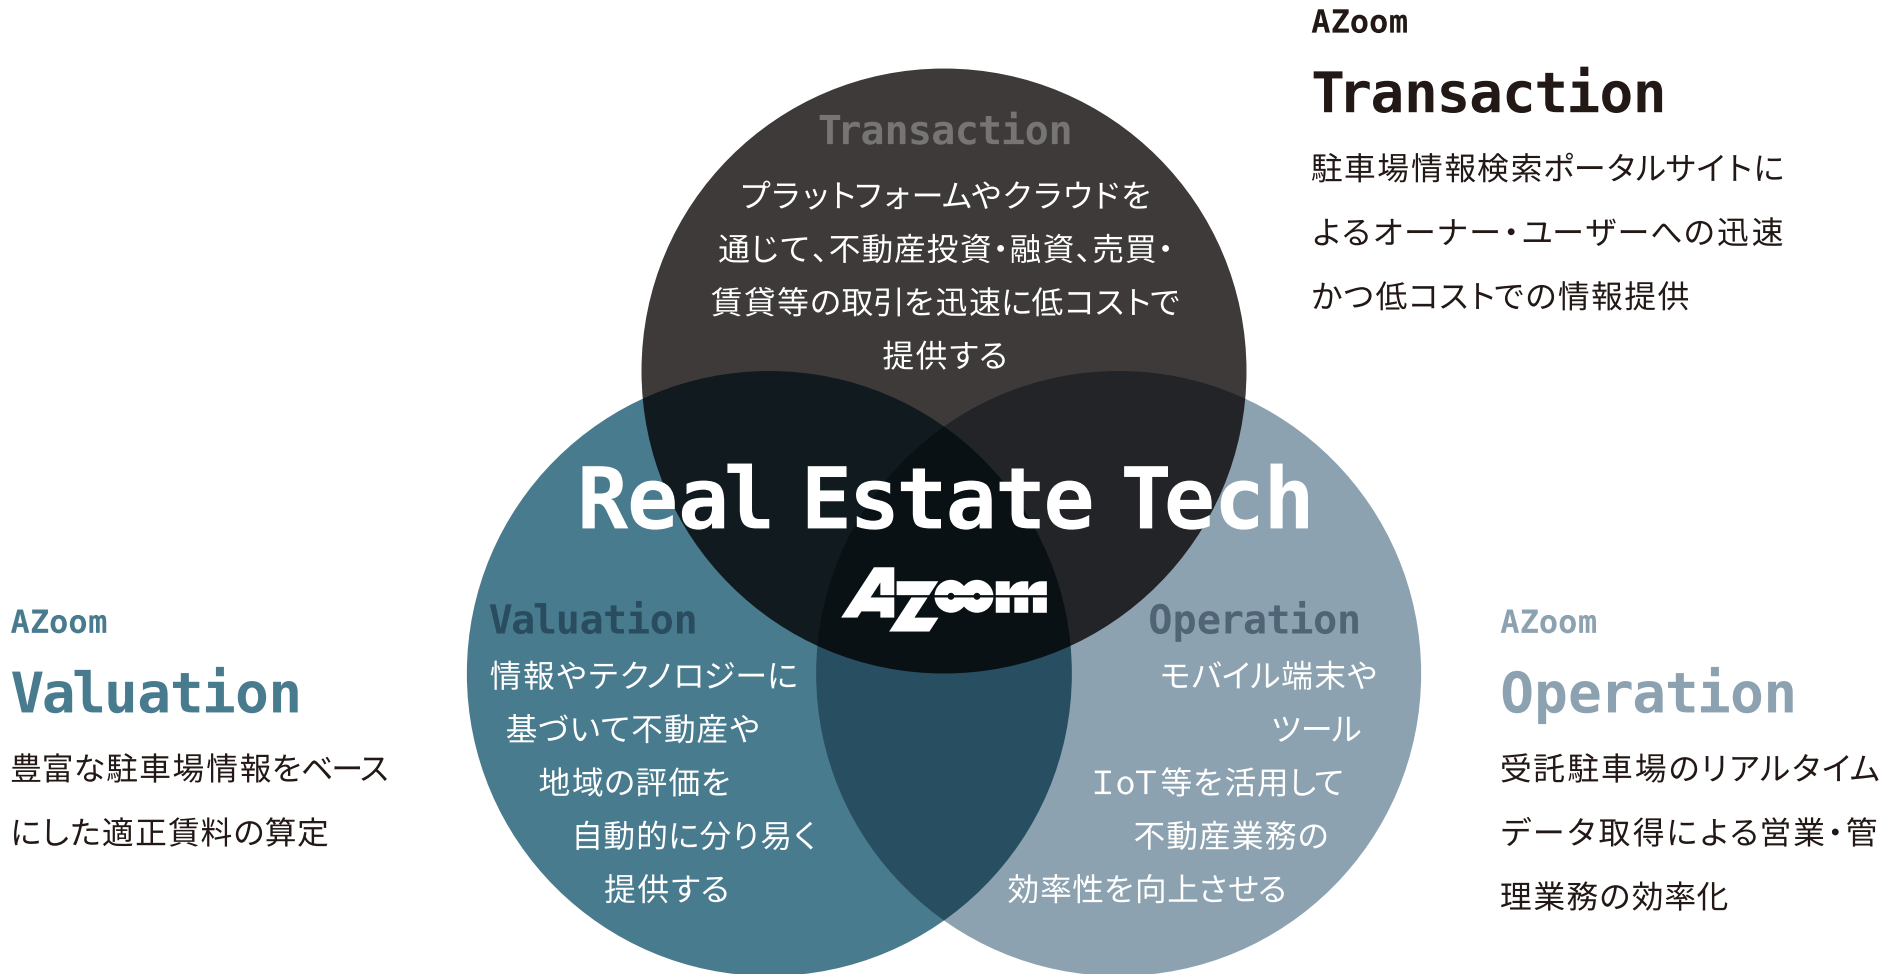 AZoom
Transaction
駐車場情報検索ポータルサイトに
よるオーナー・ユーザーへの迅速
かつ低コストでの情報提供
Transaction
プラットフォームやクラウドを
通じて、不動産投資・融資、売買・
賃貸等の取引を迅速に低コストで
提供する
Real Estate Tech
AZoom
AZoom
Valuation
豊富な駐車場情報をベース
にした適正賃料の算定
Valuation
情報やテクノロジーに
基づいて不動産や
地域の評価を
自動的に分り易く
提供する
Operation
モバイル端末や
ツール
IoT等を活用して
不動産業務の
効率性を向上させる
AZoom
Operation
受託駐車場のリアルタイム
データ取得による営業・管
理業務の効率化